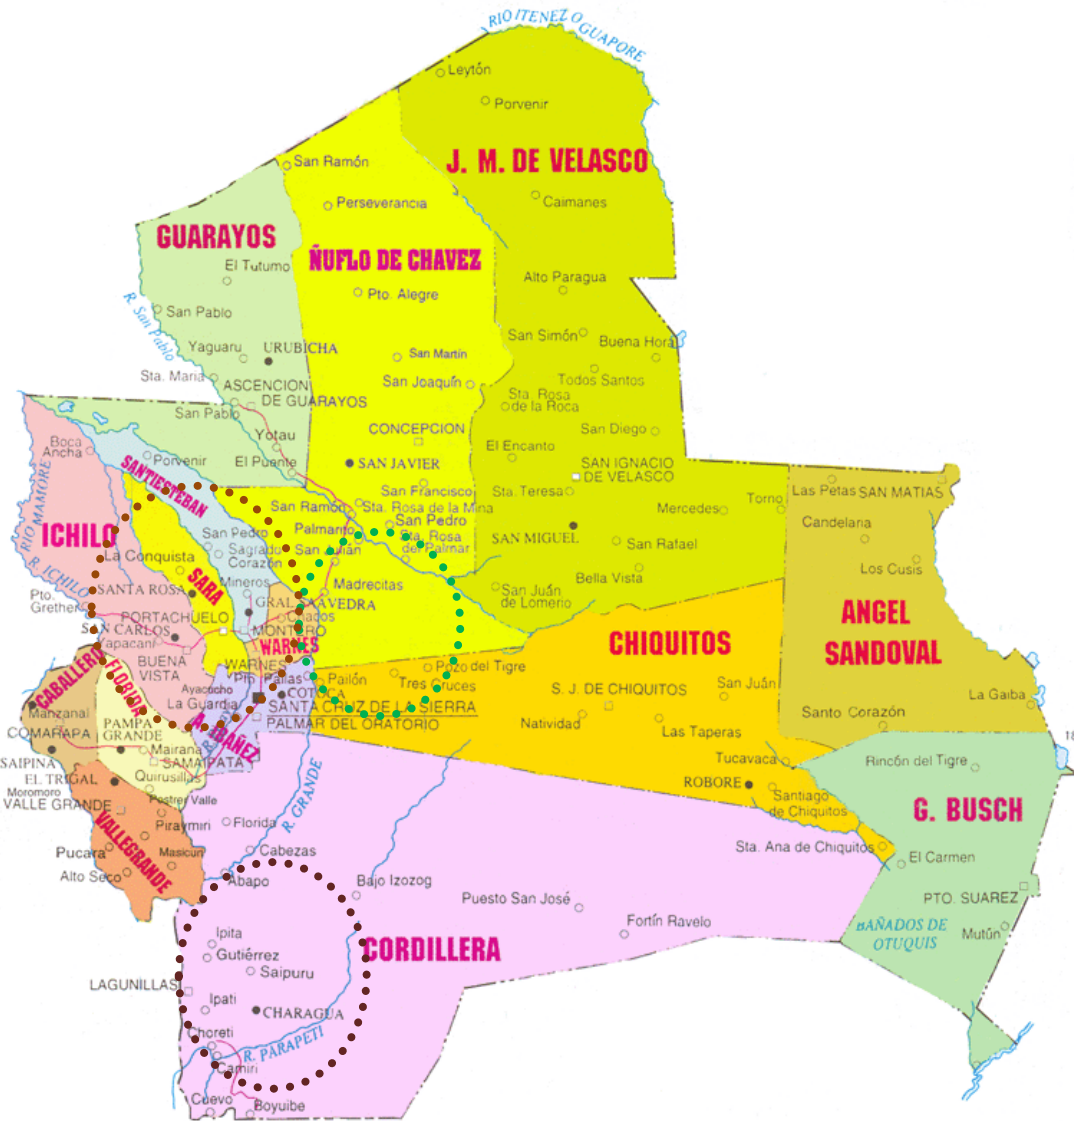 RIO ITENEZ O GUAPORE
Leytón
Porvenir
San Ramón
J. M. DE VELASCO
Perseverancia
Caimanes
GUARAYOS
ÑUFLO DE CHAVEZ
El Tutumo
Alto Paragua
Pto. Alegre
R. San Pablo
San Pablo
San Simón
Buena Hora
Yaguaru
URUBICHA
San Martín
Sta. Maria
ASCENCION
DE GUARAYOS
San Joaquín
Todos Santos
Sta. Rosa
de la Roca
San Pablo
CONCEPCION
San Diego
Boca
Ancha
Yotau
El Encanto
Porvenir
El Puente
SAN JAVIER
SAN IGNACIO
DE VELASCO
SANTIESTEBAN
RIO MAMORE
San Francisco
Sta. Teresa
Torno
Las Petas
SAN MATIAS
San Ramón
Sta. Rosa de la Mina
Mercedes
Candelaria
ICHILO
Palmarito
San Pedro
San Pedro
Sta. Rosa
del Palmar
SAN MIGUEL
San Rafael
La Conquista
Sagrado
Corazón
San Julián
Los Cusis
R. ICHILO
SARA
Mineros
Madrecitas
Bella Vista
SANTA ROSA
Pto.
Grether
GRAL SAAVEDRA
San Juán
de Lomerio
ANGEL
SANDOVAL
PORTACHUELO
Chacos
SAN CARLOS
MONTERO
CHIQUITOS
Yapacaní
WARNES
BUENA
VISTA
WARNES
Pozo del Tigre
CABALLERO
FLORIDA
Pto. Pailas
Pailón
Tres Cruces
S. J. DE CHIQUITOS
San Juán
La Gaiba
Ayacucho
COTOCA
La Guardia
SANTA CRUZ DE LA SIERRA
Manzanal
PAMPA
GRANDE
A. IBAÑEZ
PALMAR DEL ORATORIO
Natividad
Las Taperas
Santo Corazón
COMARAPA
Mairana
SAMAIPATA
Tucavaca
Rincón del Tigre
18
SAIPINA
EL TRIGAL
Quirusillas
ROBORE
Moromoro
VALLE GRANDE
Postrer Valle
R. GRANDE
Santiago
de Chiquitos
G. BUSCH
VALLEGRANDE
Piraymiri
Florida
Pucara
Masicuri
Cabezas
Sta. Ana de Chiquitos
El Carmen
Alto Seco
Abapo
Bajo Izozog
Puesto San José
PTO. SUAREZ
Fortín Ravelo
BAÑADOS DE
OTUQUIS
Mutún
Ipita
Gutiérrez
CORDILLERA
Saipuru
LAGUNILLAS
Ipati
CHARAGUA
Choreti
R. PARAPETI
Camiri
Cuevo
Boyuibe